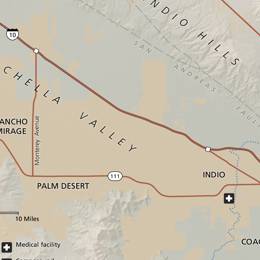 NDIO HILLS
SAN ANDREAS FAUL
10
CHELLA VALLEY
ANCHO
MIRAGE
Monterey Avenue
PALM DESERT
111
INDIO
10 Miles
Medical facility
COAC